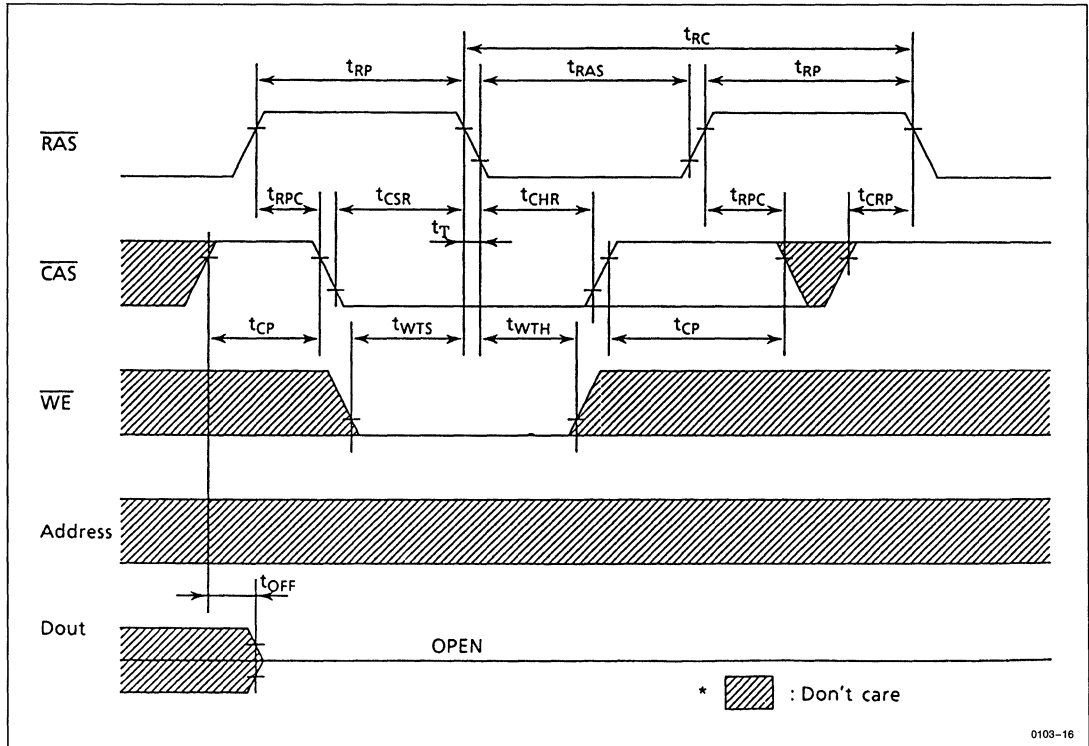 tRC
tRP tRAS tRP
RAS
tRPC tCSR tCHR tRPC tCRP
tT
CAS
tCP tWTS tWTH tCP
WE
Address
tOFF
Dout
OPEN
* : Don't care
0103-16